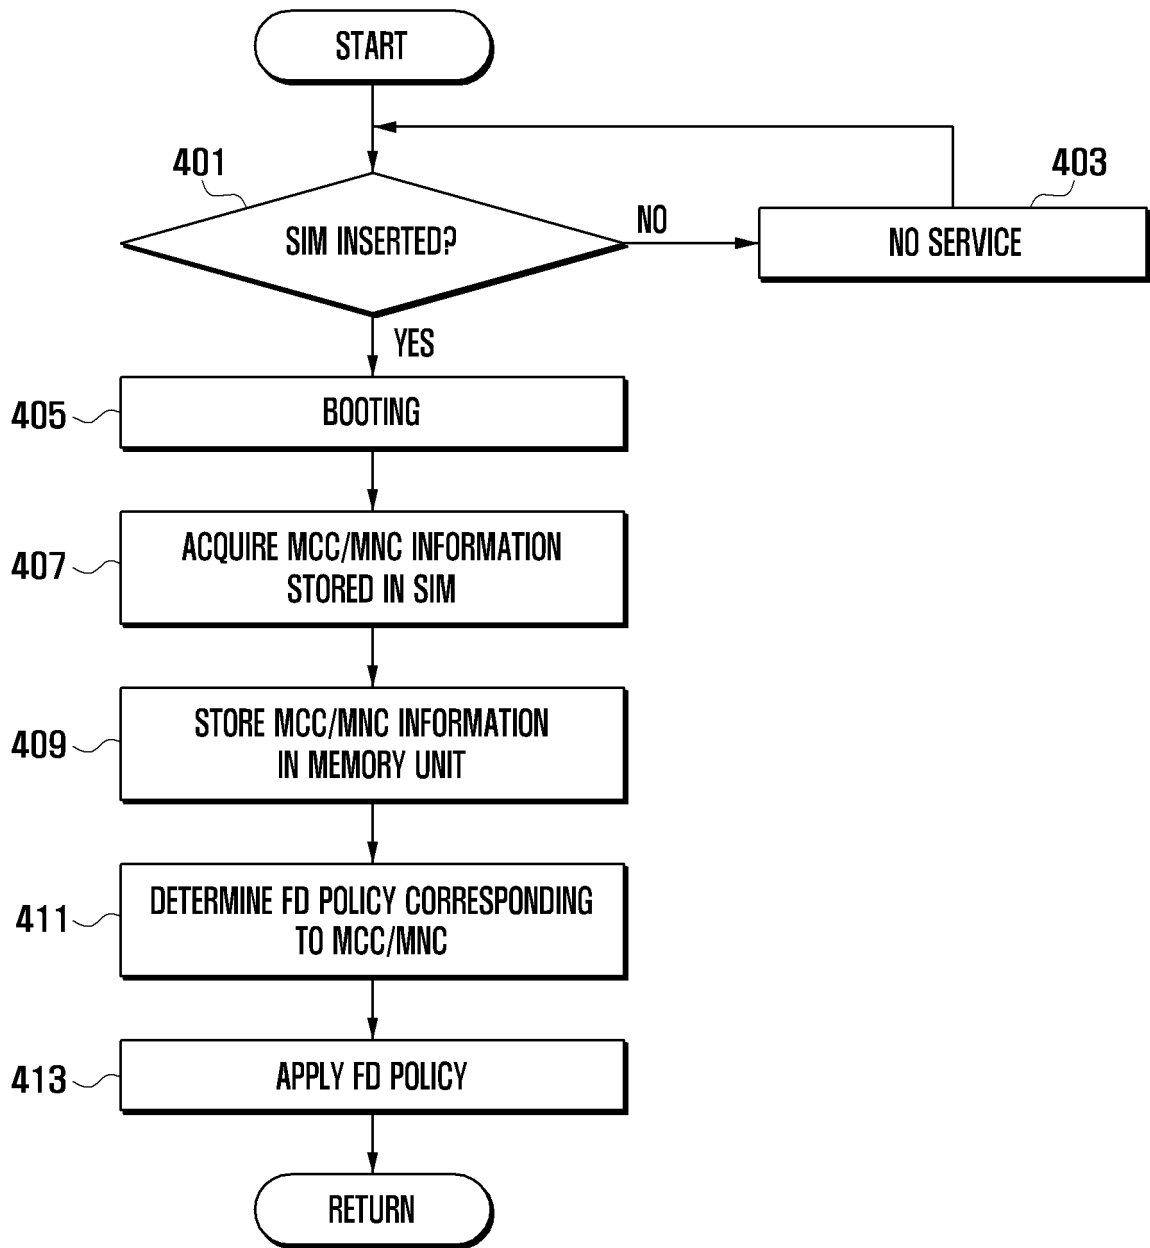 START
401
SIM INSERTED?
NO
403
NO SERVICE
YES
405
BOOTING
407
ACQUIRE MCC/MNC INFORMATION
STORED IN SIM
409
STORE MCC/MNC INFORMATION
IN MEMORY UNIT
411
DETERMINE FD POLICY CORRESPONDING
TO MCC/MNC
413
APPLY FD POLICY
RETURN